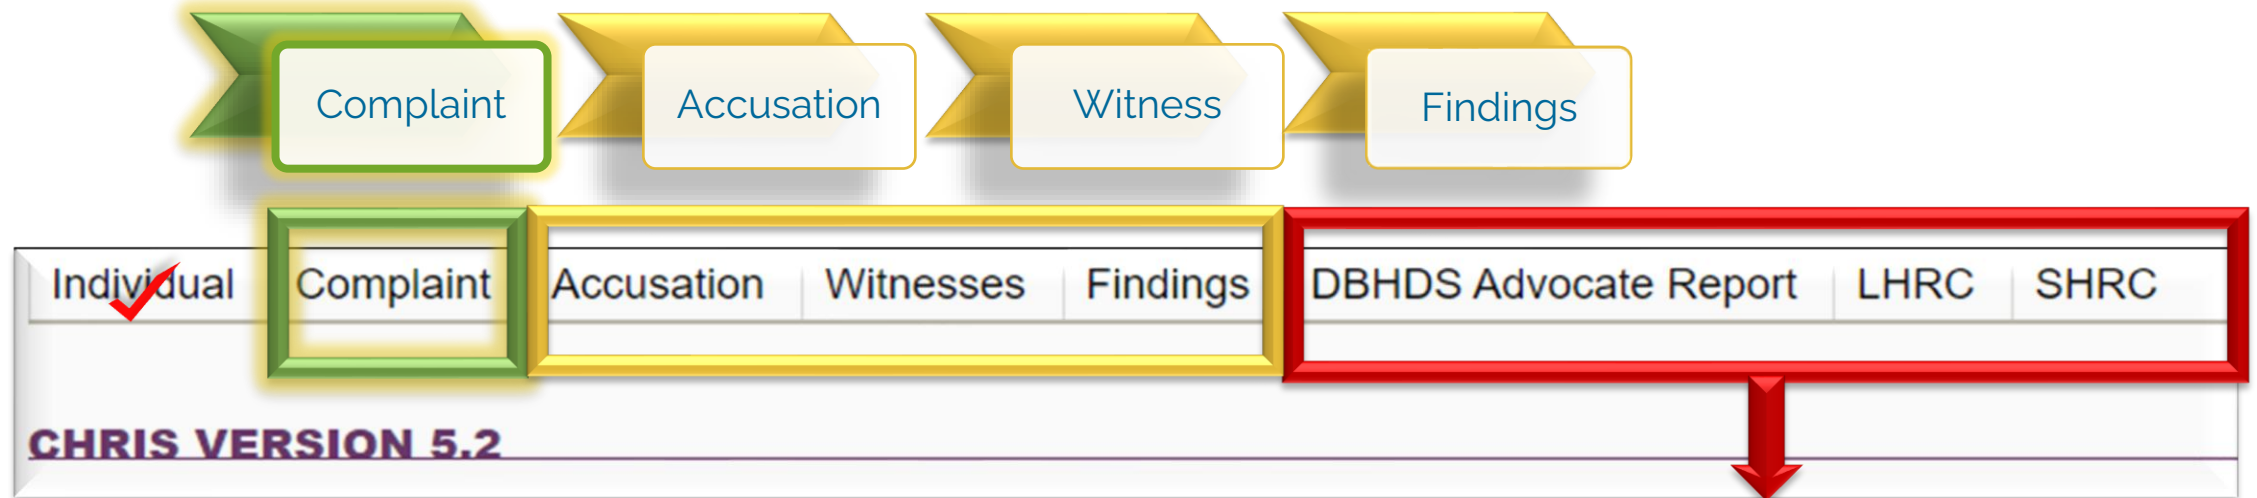 Complaint Accusation Witness Findings
Individual Complaint Accusation Witnesses Findings DBHDS Advocate Report LHRC SHRC
CHRIS VERSION 5.2